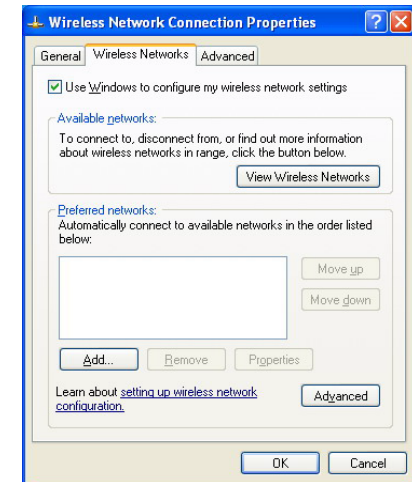 Wireless Network Connection Properties
General Wireless Networks Advanced
Use Windows to configure my wireless network settings
Available networks:
To connect to, disconnect from, or find out more information
about wireless networks in range, click the button below.
View Wireless Networks
Preferred networks:
Automatically connect to available networks in the order listed
below:
Move up
Move down
Add... Remove Properties
Learn about setting up wireless network
configuration.
Advanced
OK Cancel